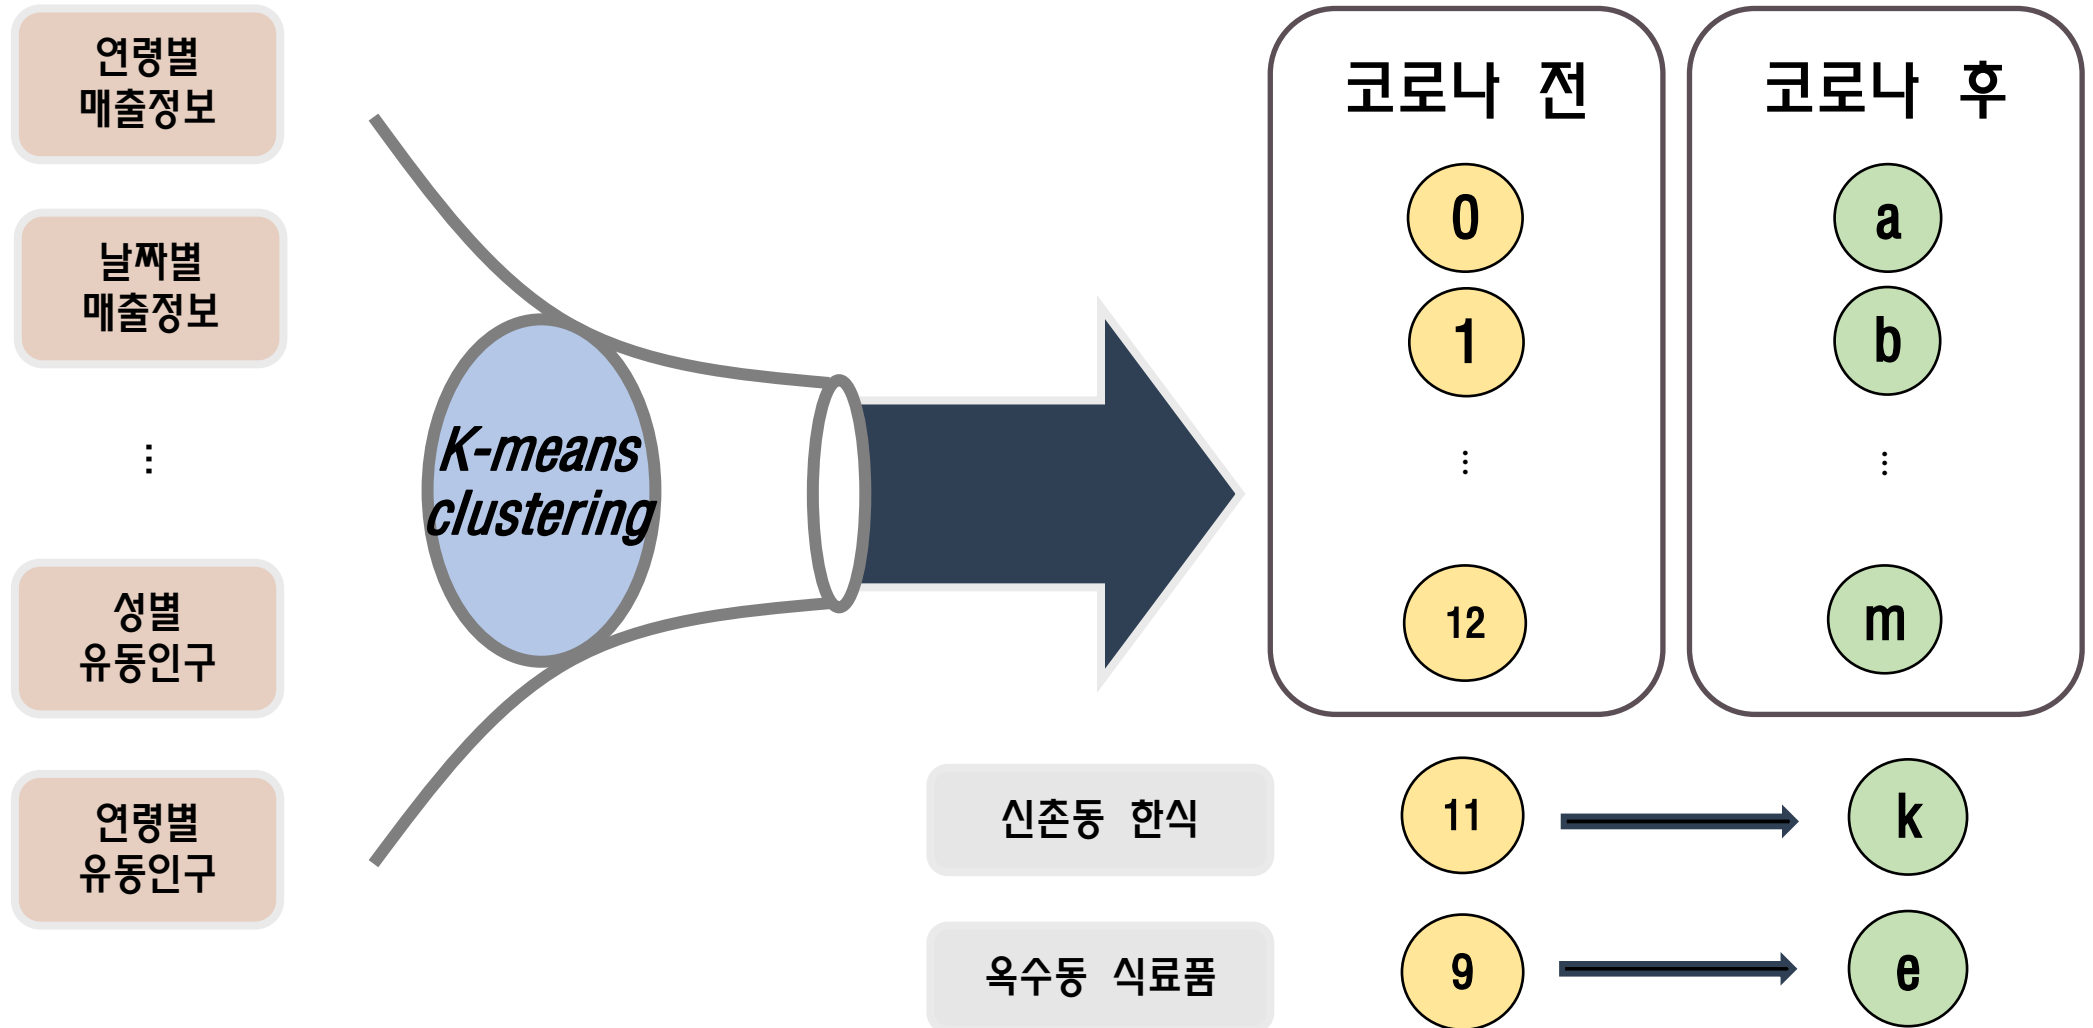 연령별
매출정보
날짜별
매출정보
⋮
성별
유동인구
연령별
유동인구
K-means
clustering
코로나 전
0
1
⋮
12
코로나 후
a
b
⋮
m
신촌동 한식
11
k
옥수동 식료품
9
e